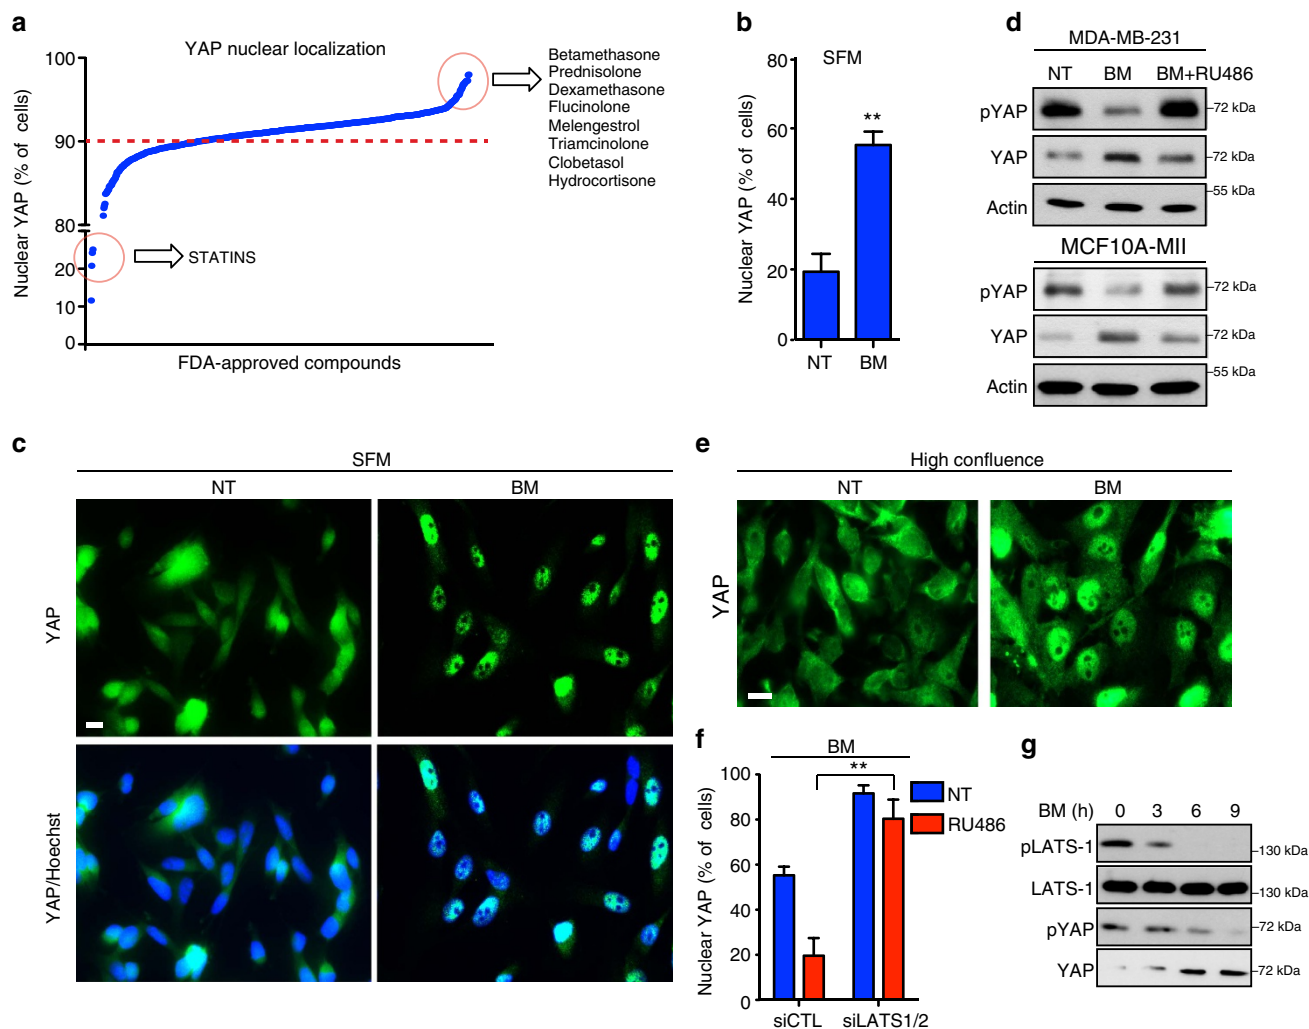 a
YAP nuclear localization
Nuclear YAP (% of cells)
100
90
80
20
10
0
STATINS
FDA-approved compounds
Betamethasone
Prednisolone
Dexamethasone
Flucinolone
Melengestrol
Triamcinolone
Clobetasol
Hydrocortisone
b
SFM
Nuclear YAP (% of cells)
80
60
40
20
0
**
NT BM
d
MDA-MB-231
NT BM BM+RU486
pYAP 72 kDa
YAP 72 kDa
55 kDa
Actin
MCF10A-MII
pYAP 72 kDa
YAP 72 kDa
55 kDa
Actin
c
SFM
NT BM
YAP
YAP/Hoechst
e
High confluence
NT BM
YAP
f
BM
Nuclear YAP (% of cells)
100
80
60
40
20
0
**
NT
RU486
siCTL siLATS1/2
g
BM (h) 0 3 6 9
pLATS-1 130 kDa
LATS-1 130 kDa
pYAP 72 kDa
YAP 72 kDa